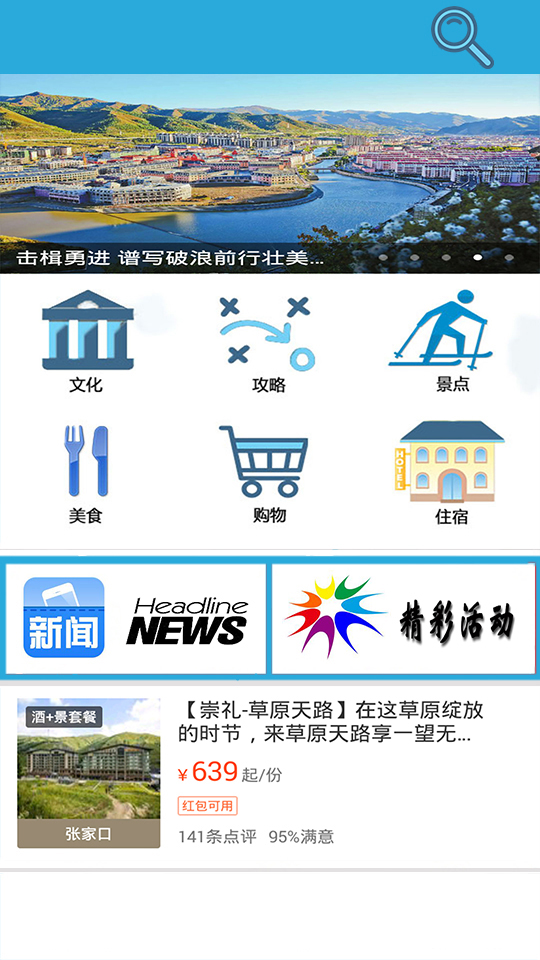 击楫勇进 谱写破浪前行壮美...
文化
攻略
景点
美食
购物
HOTEL
住宿
新闻
Headline
NEWS
精彩活动
酒+景套餐
张家口
【崇礼-草原天路】在这草原绽放
的时节，来草原天路享一望无...
¥639起/份
红包可用
141条点评 95%满意